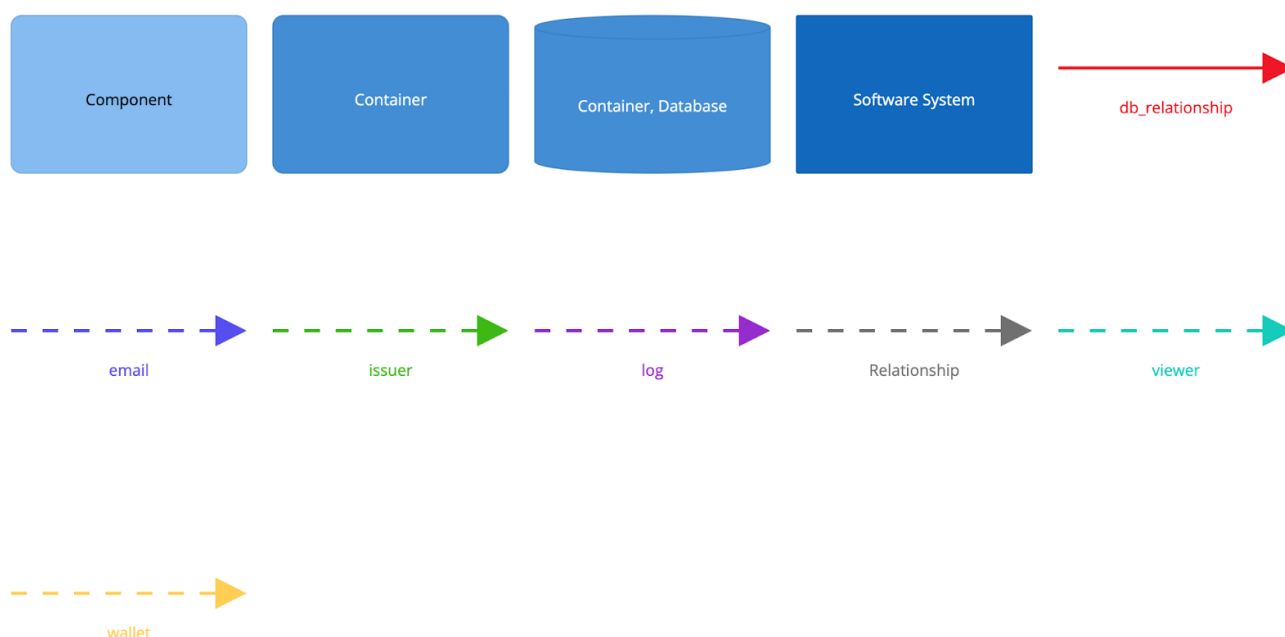 Component
Container
Container, Database
Software System
db_relationship
email
issuer
log
Relationship
viewer
wallet